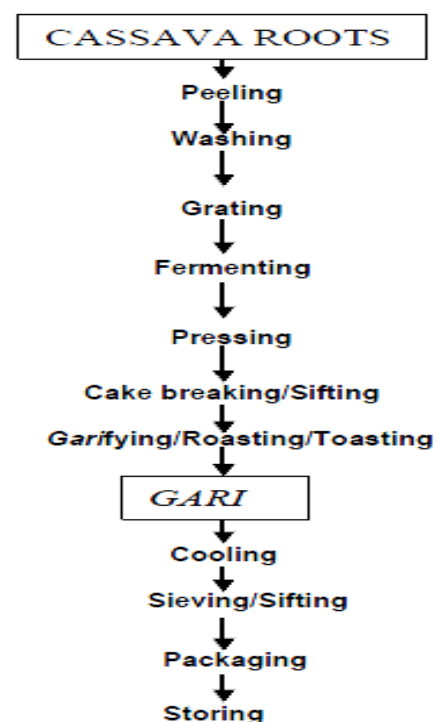 CASSAVA ROOTS
Peeling
Washing
Grating
Fermenting
Pressing
Cake breaking/Sifting
Garifying/Roasting/Toasting
GARI
Cooling
Sieving/Sifting
Packaging
Storing